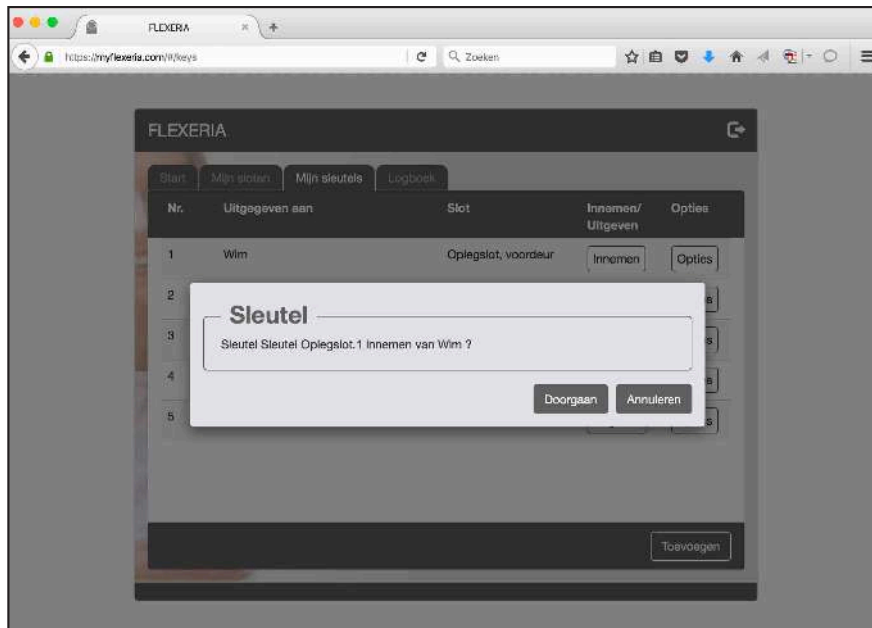 FLEXERIA
https://myflexeria.com/#/keys
Zoeken
FLEXERIA
Start Mijn sloten Mijn sleutels Logboek
Nr. Uitgegeven aan Slot Innemen/ Uitgeven Opties
1 Wim Oplegslot, voordeur Innemen Opties
2
3
4
5
Sleutel
Sleutel Sleutel Oplegslot.1 innemen van Wim ?
Doorgaan Annuleren
Toevoegen